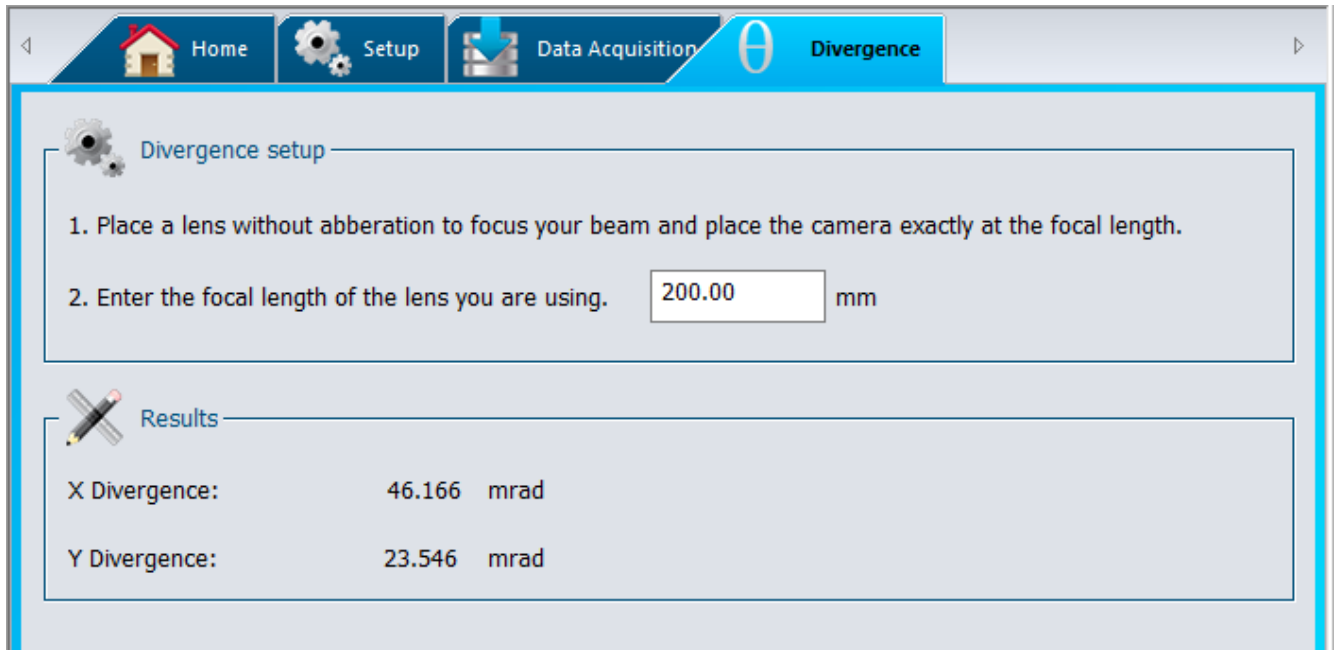 Home Setup Data Acquisition θ Divergence
Divergence setup
1. Place a lens without abberation to focus your beam and place the camera exactly at the focal length.
2. Enter the focal length of the lens you are using. 200.00 mm
Results
X Divergence: 46.166 mrad
Y Divergence: 23.546 mrad